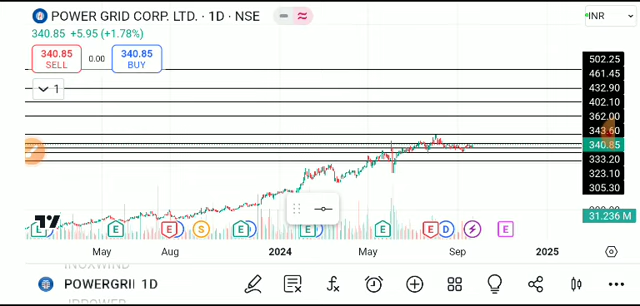 POWER GRID CORP. LTD. · 1D · NSE
INR
340.85 +5.95 (+1.78%)
340.85 SELL 0.00 340.85 BUY
1
502.25
461.45
432.90
402.10
362.00
343.60
340.85
333.20
323.10
305.30
31.236 M
E E S E E E D E
May Aug 2024 May Sep 2025
POWERGRI 1D